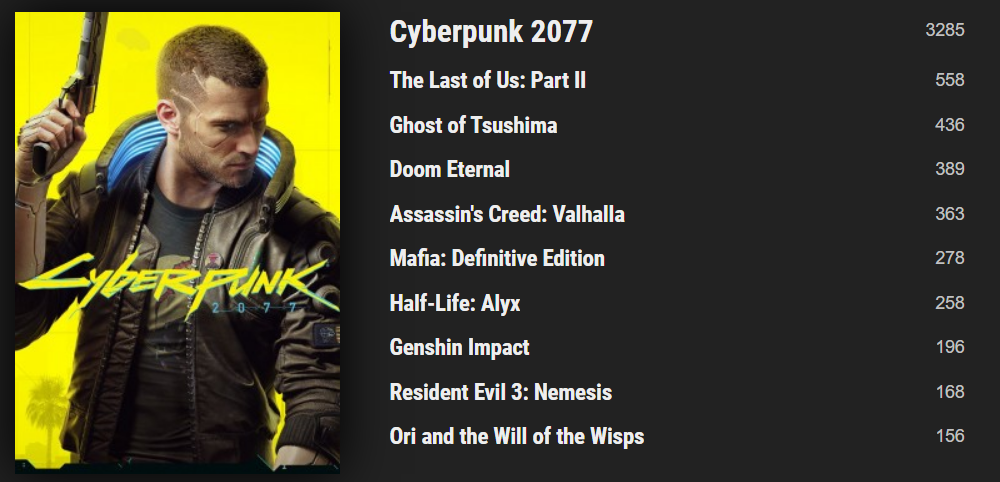 CYBERPUNK
2077
Cyberpunk 2077 3285
The Last of Us: Part II 558
Ghost of Tsushima 436
Doom Eternal 389
Assassin's Creed: Valhalla 363
Mafia: Definitive Edition 278
Half-Life: Alyx 258
Genshin Impact 196
Resident Evil 3: Nemesis 168
Ori and the Will of the Wisps 156